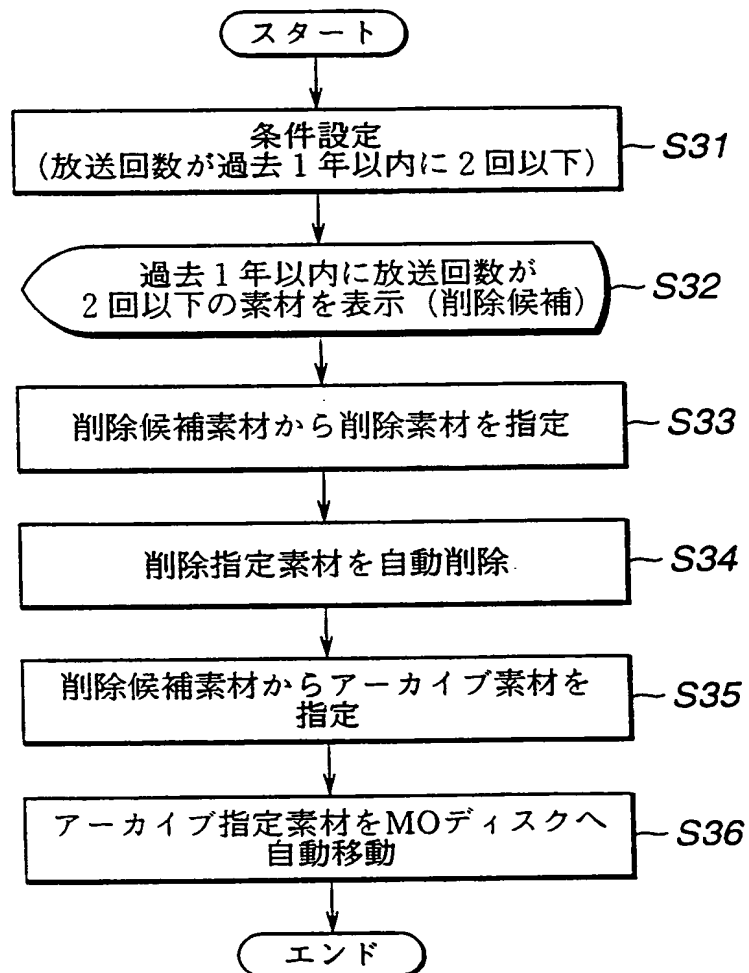 スタート
条件設定
(放送回数が過去1年以内に2回以下)
S31
過去1年以内に放送回数が
2回以下の素材を表示(削除候補)
S32
削除候補素材から削除素材を指定
S33
削除指定素材を自動削除
S34
削除候補素材からアーカイブ素材を
指定
S35
アーカイブ指定素材をMOディスクへ
自動移動
S36
エンド